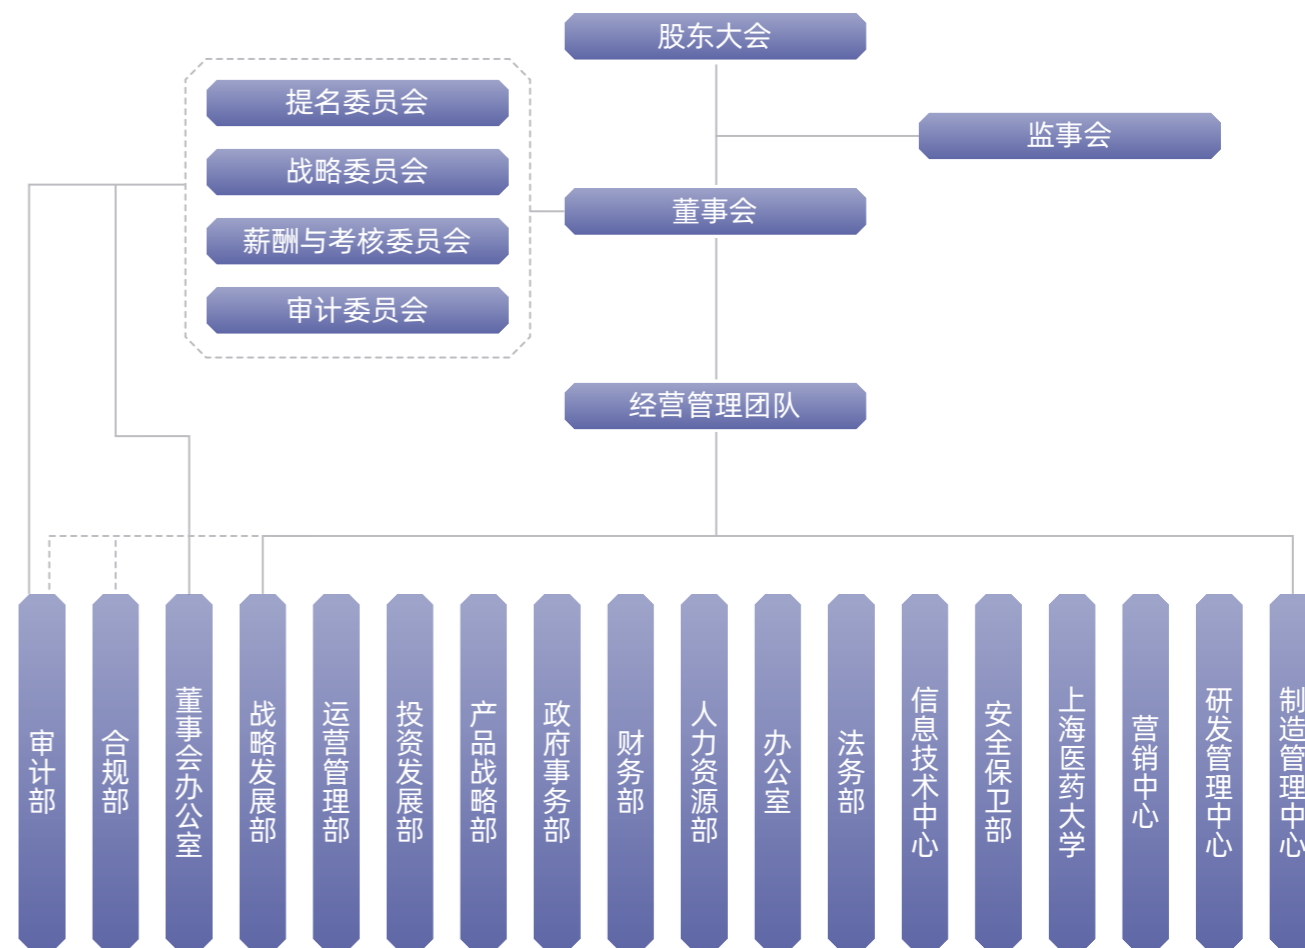 股东大会
提名委员会
监事会
战略委员会
董事会
薪酬与考核委员会
审计委员会
经营管理团队
审计部
合规部
董事会办公室
战略发展部
运营管理部
投资发展部
产品战略部
政府事务部
财务部
人力资源部
办公室
法务部
信息技术中心
安全保卫部
上海医药大学
营销中心
研发管理中心
制造管理中心